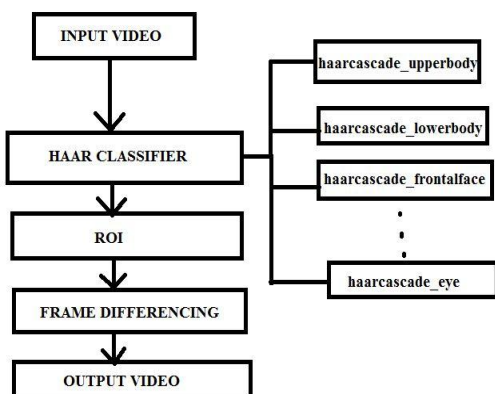 INPUT VIDEO
HAAR CLASSIFIER
ROI
FRAME DIFFERENCING
OUTPUT VIDEO
haarcascade_upperbody
haarcascade_lowerbody
haarcascade_frontalface
haarcascade_eye